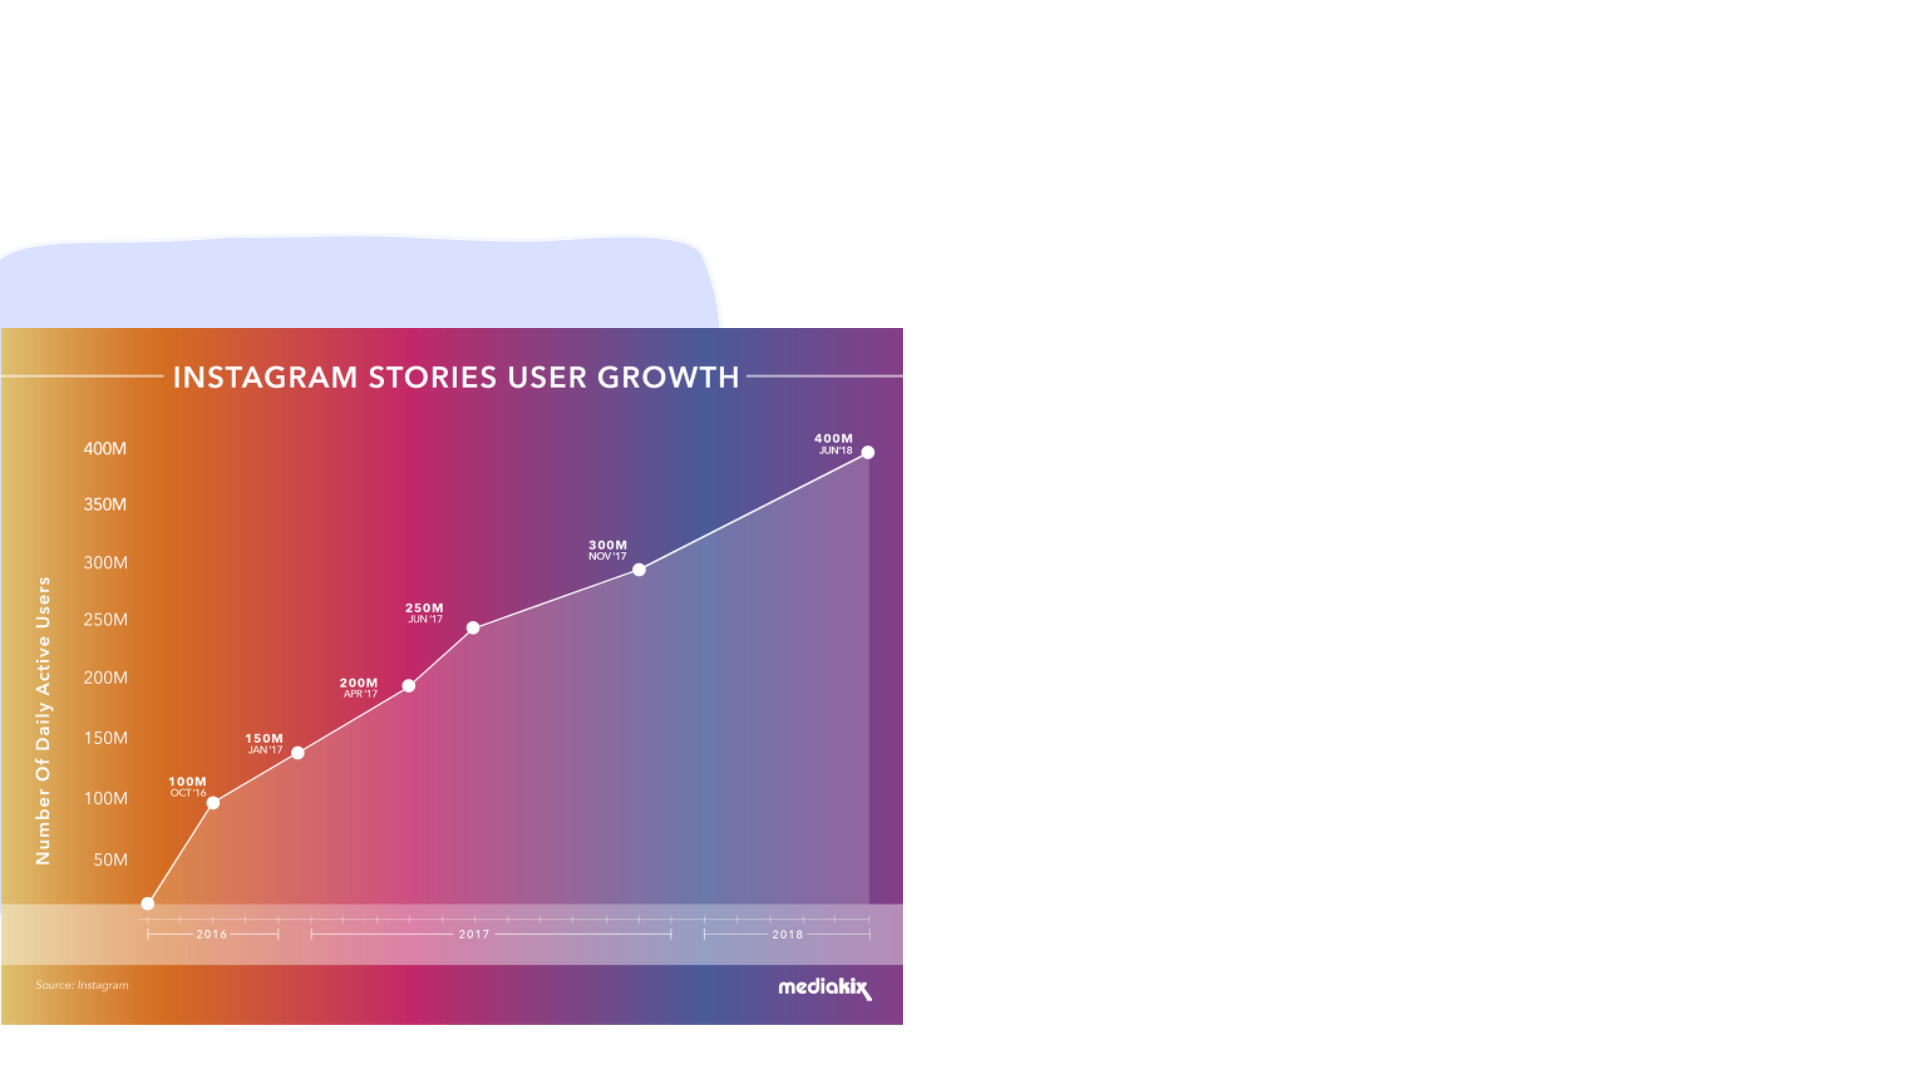 INSTAGRAM STORIES USER GROWTH
Number Of Daily Active Users
400M
350M
300M
250M
200M
150M
100M
50M
100M
OCT '16
150M
JAN '17
200M
APR '17
250M
JUN '17
300M
NOV '17
400M
JUN'18
2016
2017
2018
Source: Instagram
mediakix